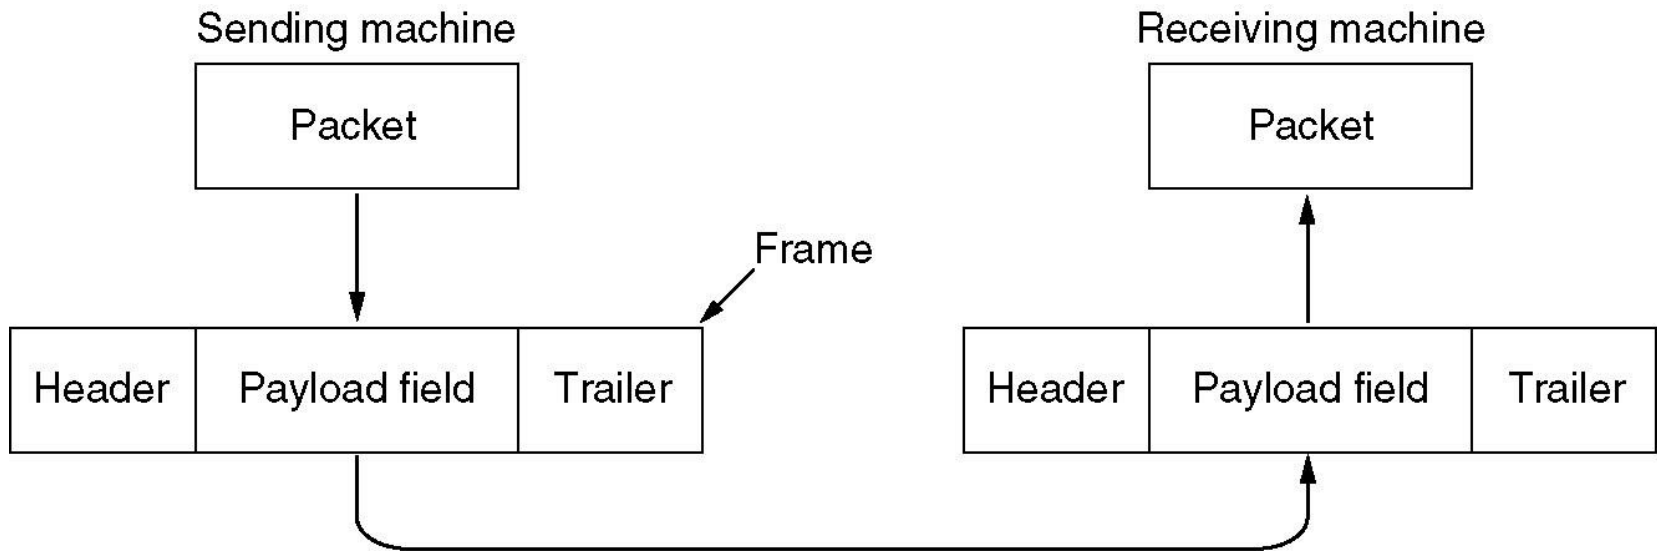 Sending machine
Receiving machine
Packet
Packet
Frame
Header
Payload field
Trailer
Header
Payload field
Trailer